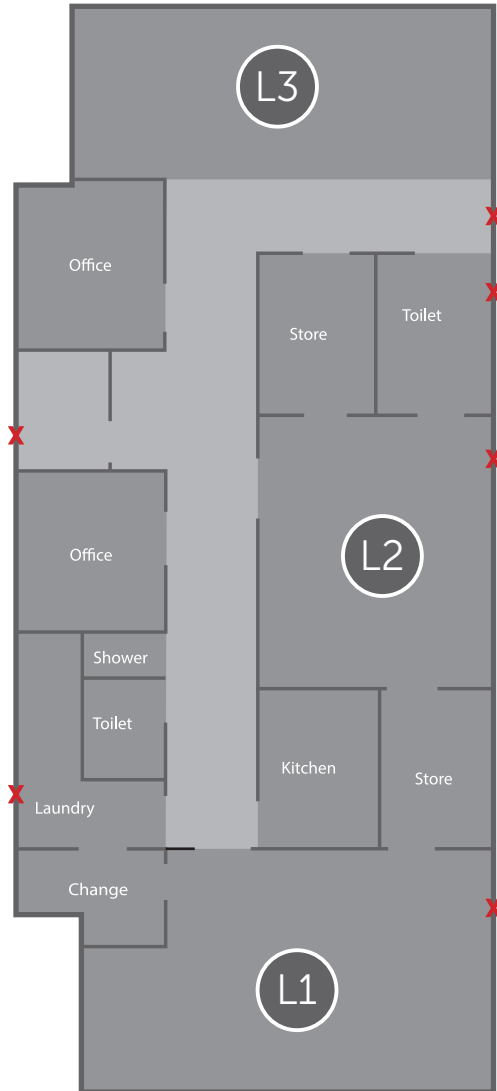 L3
Office
Store
Toilet
Office
L2
Shower
Toilet
Kitchen
Store
Laundry
Change
L1